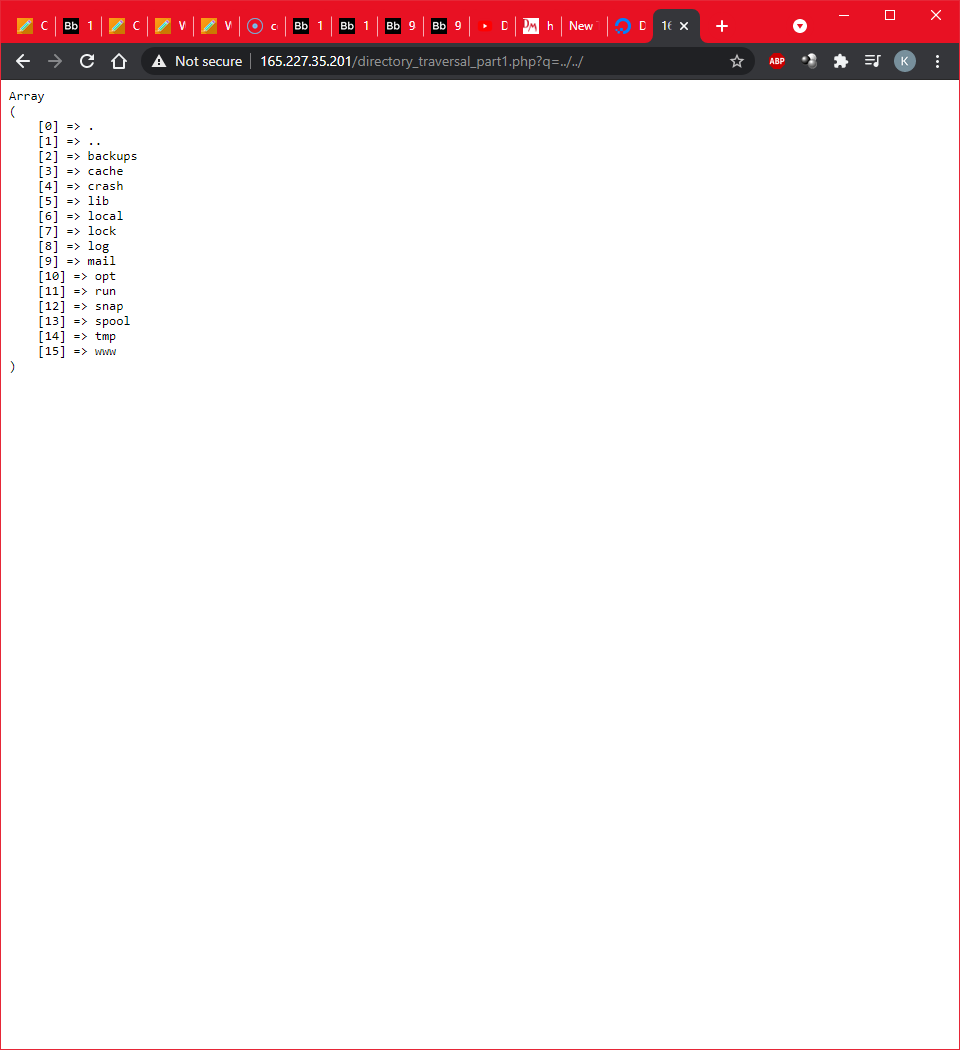 C Bb 1 C Bb 1 Bb 1 Bb 9 Bb 9 D DM h New D 16
Not secure 165.227.35.201/directory_traversal_part1.php?q=../../ ABP K
Array
(
[0] => .
[1] => ..
[2] => backups
[3] => cache
[4] => crash
[5] => lib
[6] => local
[7] => lock
[8] => log
[9] => mail
[10] => opt
[11] => run
[12] => snap
[13] => spool
[14] => tmp
[15] => www
)